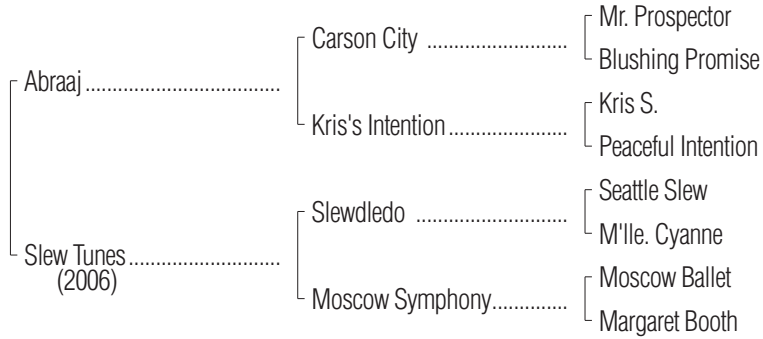 Mr. Prospector
Carson City ..........................
Blushing Promise
Abraaj ....................................
Kris S.
Kris's Intention ......................
Peaceful Intention
Seattle Slew
Slewdledo ............................
M'lle. Cyanne
Slew Tunes ............................
(2006)
Moscow Ballet
Moscow Symphony ..............
Margaret Booth